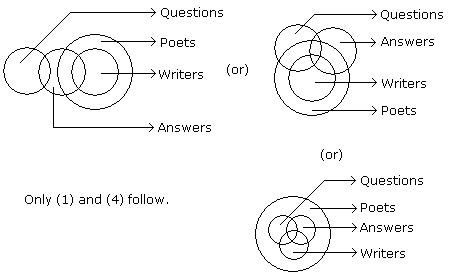 Questions
Poets
Writers
Answers
(or)
Questions
Answers
Writers
Poets
(or)
Questions
Poets
Answers
Writers
Only (1) and (4) follow.